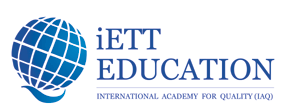 iETT
EDUCATION
INTERNATIONAL ACADEMY FOR QUALITY (IAQ)